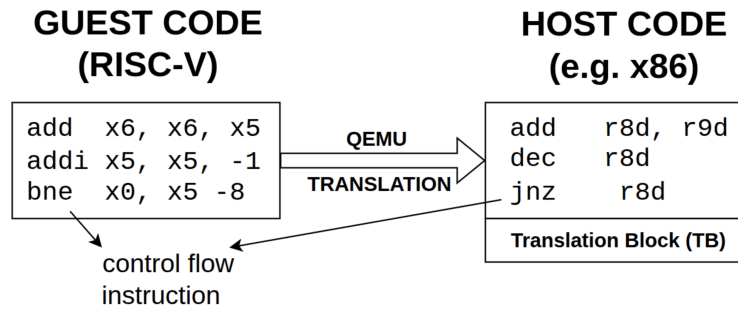 GUEST CODE
(RISC-V)
HOST CODE
(e.g. x86)
add x6, x6, x5
addi x5, x5, -1
bne x0, x5 -8
QEMU
TRANSLATION
add r8d, r9d
dec r8d
jnz r8d
Translation Block (TB)
control flow
instruction